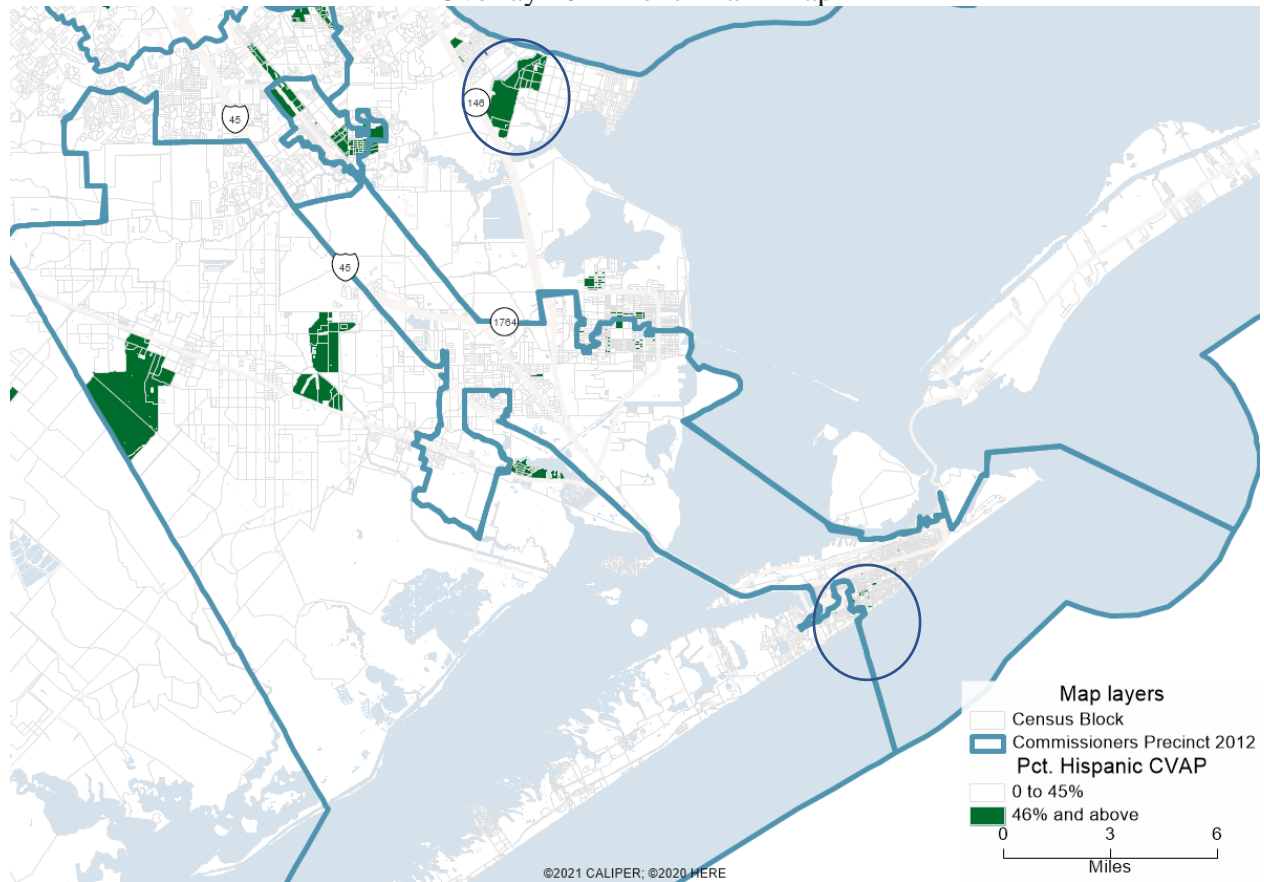 146
45
45
1764
Map layers
Census Block
Commissioners Precinct 2012
Pct. Hispanic CVAP
0 to 45%
46% and above
0 3 6
Miles
©2021 CALIPER; ©2020 HERE